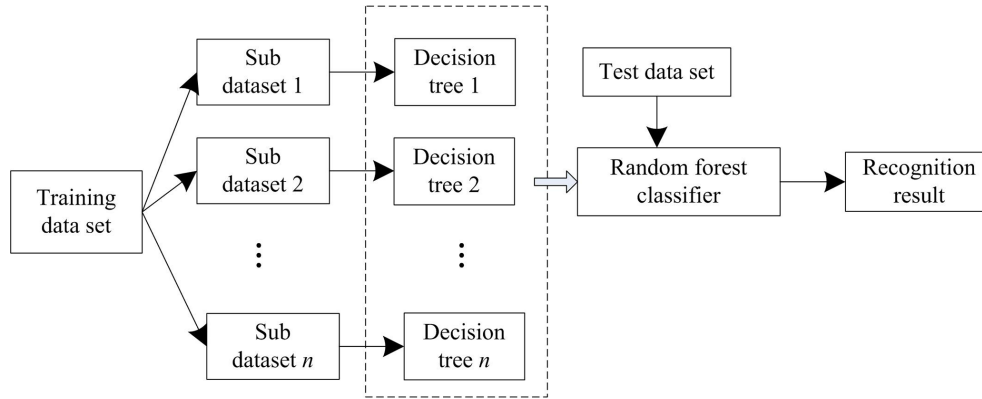 Training
data set
Sub
dataset 1
Sub
dataset 2
Sub
dataset n
Decision
tree 1
Decision
tree 2
Decision
tree n
Test data set
Random forest
classifier
Recognition
result